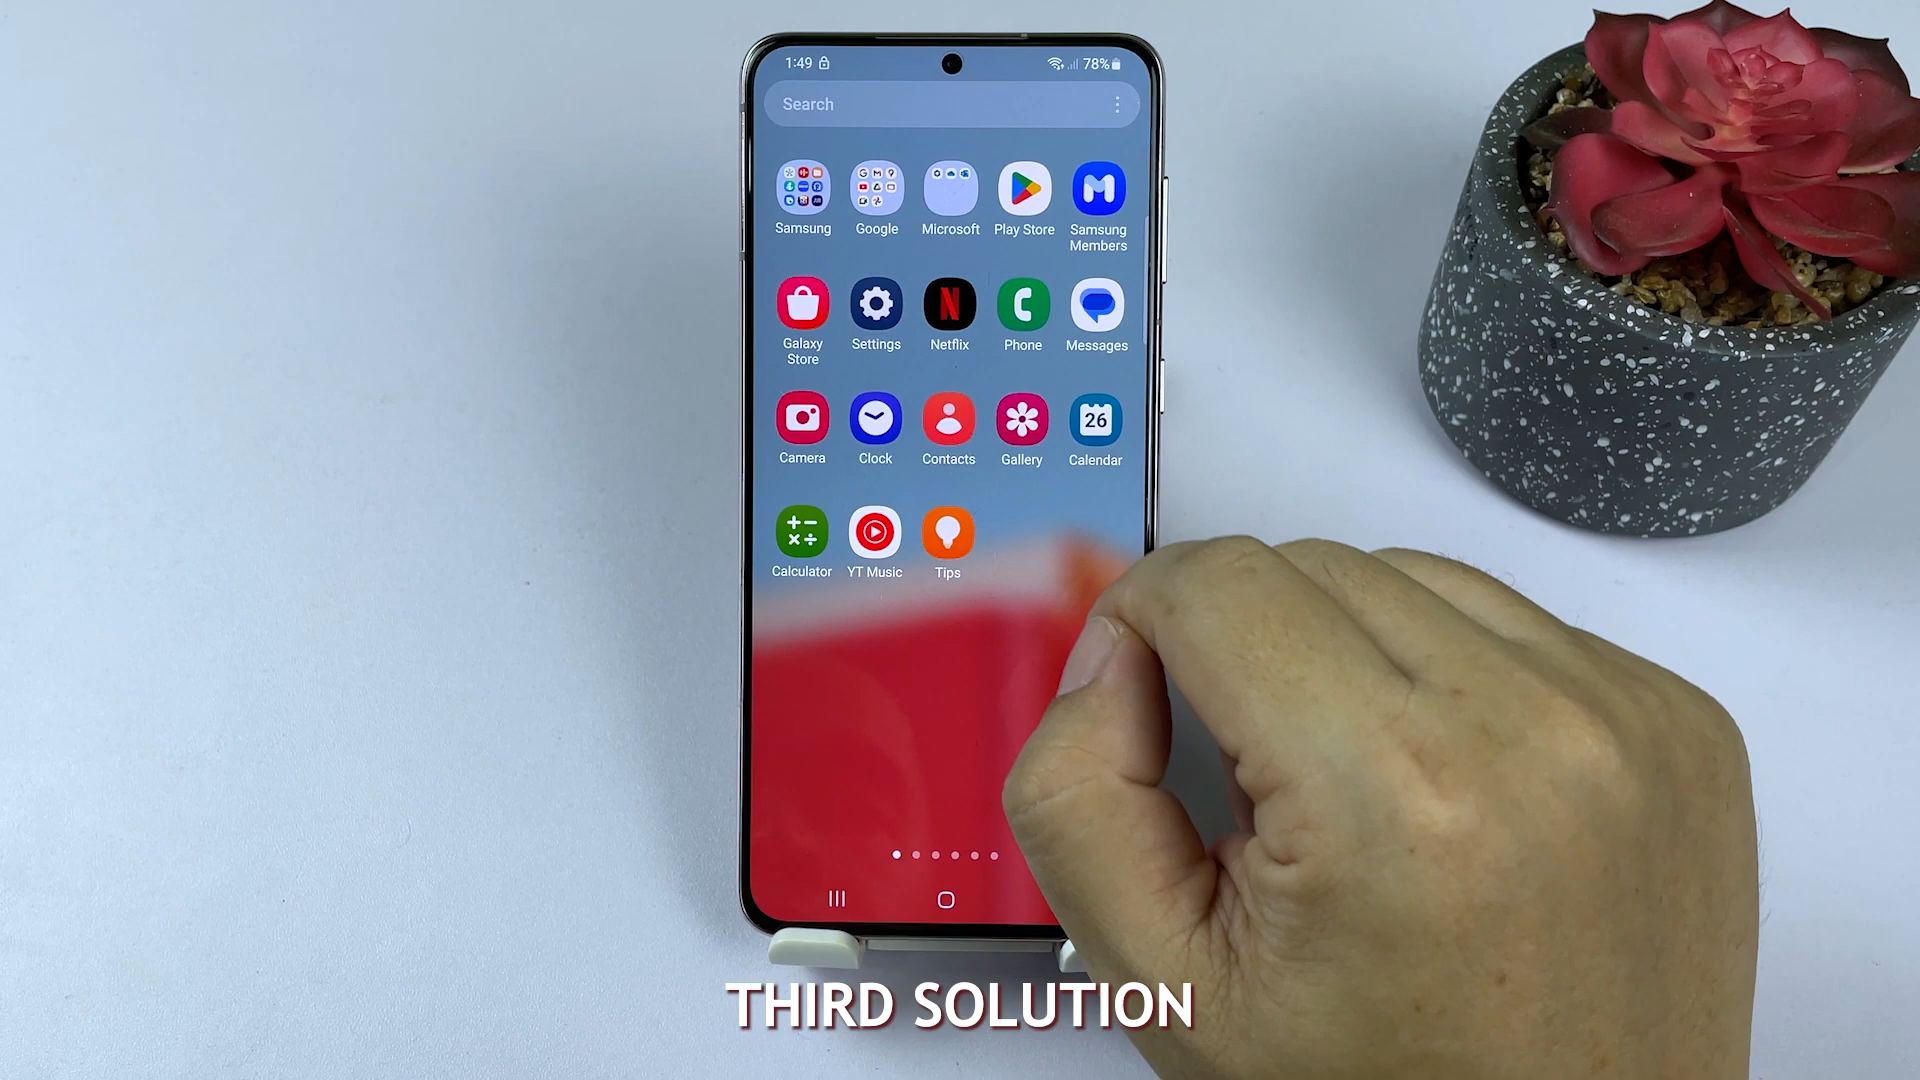 1:49
78%
Search
Samsung
Google
Microsoft
Play Store
Samsung
Members
Galaxy
Store
Settings
Netflix
Phone
Messages
Camera
Clock
Contacts
Gallery
26
Calendar
Calculator
YT Music
Tips
THIRD SOLUTION